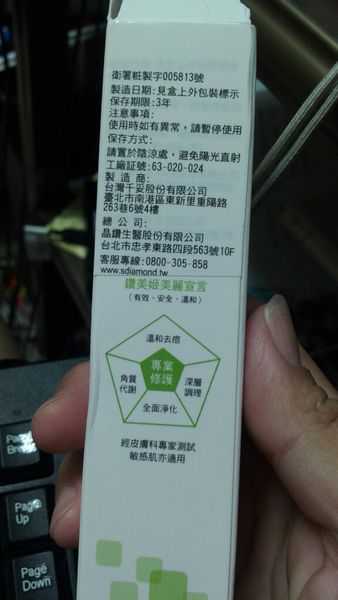 衛署粧製字005813號
製造日期:見盒上外包裝標示
保存期限:3年
注意事項:
使用時如有異常,請暫停使用
保存方式:
請置於陰涼處,避免陽光直射
工廠証號:63-020-024
製 造 商:
台灣千妥股份有限公司
臺北市南港區東新里重陽路
263巷6號4樓
總 公 司:
晶鑽生醫股份有限公司
台北市忠孝東路四段563號10F
客服專線:0800-305-858
www.sdiamond.tw
鑽美姬美麗宣言
(有效、安全、溫和)
溫和去痘
專案
修護
角質
代謝
深層
調理
全面淨化
經皮膚科專家測試
敏感肌亦適用
Page
Up
Page
Down